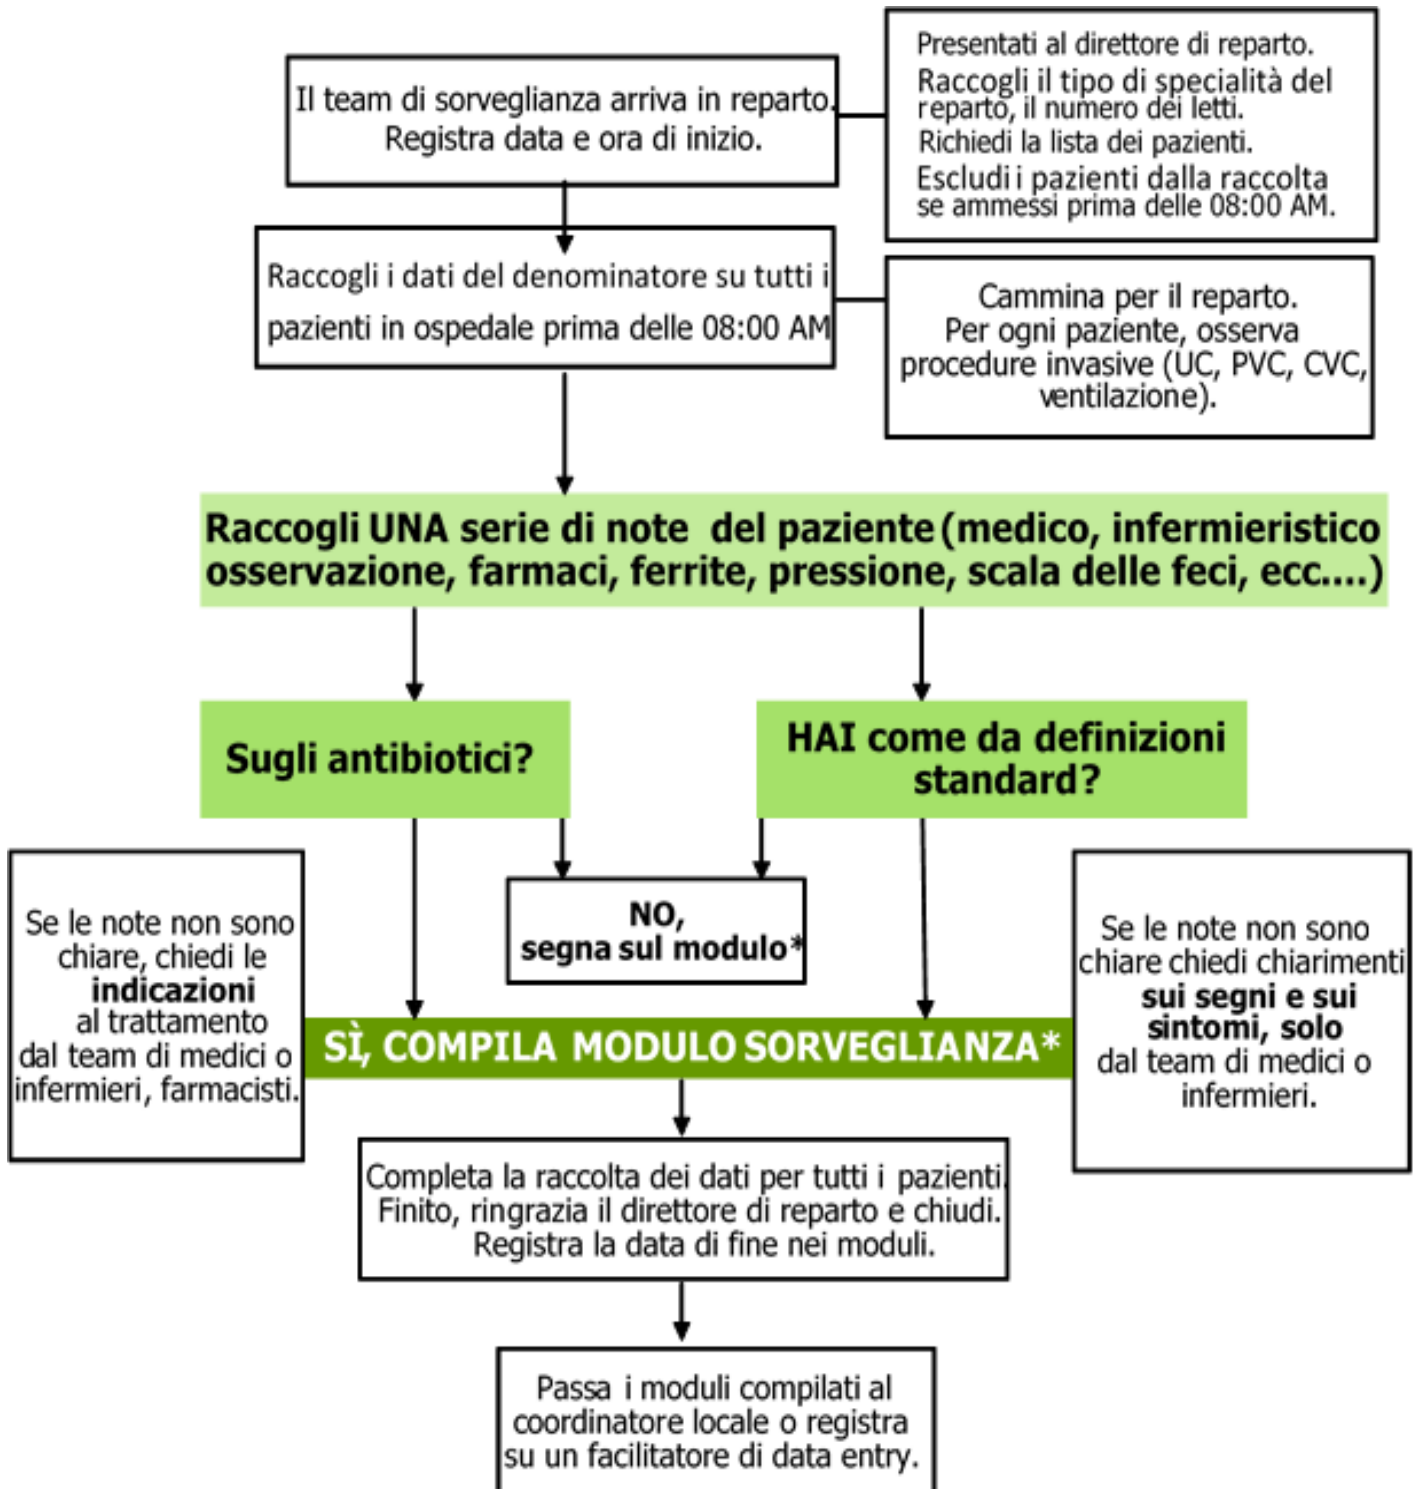 Il team di sorveglianza arriva in reparto.
Registra data e ora di inizio.
Presentati al direttore di reparto.
Raccogli il tipo di specialità del
reparto, il numero dei letti.
Richiedi la lista dei pazienti.
Escludi i pazienti dalla raccolta
se ammessi prima delle 08:00 AM.
Raccogli i dati del denominatore su tutti i
pazienti in ospedale prima delle 08:00 AM
Cammina per il reparto.
Per ogni paziente, osserva
procedure invasive (UC, PVC, CVC,
ventilazione).
Raccogli UNA serie di note del paziente (medico, infermieristico
osservazione, farmaci, ferrite, pressione, scala delle feci, ecc....)
Sugli antibiotici?
HAI come da definizioni
standard?
NO,
segna sul modulo*
Se le note non sono
chiare, chiedi le
indicazioni
al trattamento
dal team di medici o
infermieri, farmacisti.
Se le note non sono
chiare chiedi chiarimenti
sui segni e sui
sintomi, solo
dal team di medici o
infermieri.
SÌ, COMPILA MODULO SORVEGLIANZA*
Completa la raccolta dei dati per tutti i pazienti.
Finito, ringrazia il direttore di reparto e chiudi.
Registra la data di fine nei moduli.
Passa i moduli compilati al
coordinatore locale o registra
su un facilitatore di data entry.